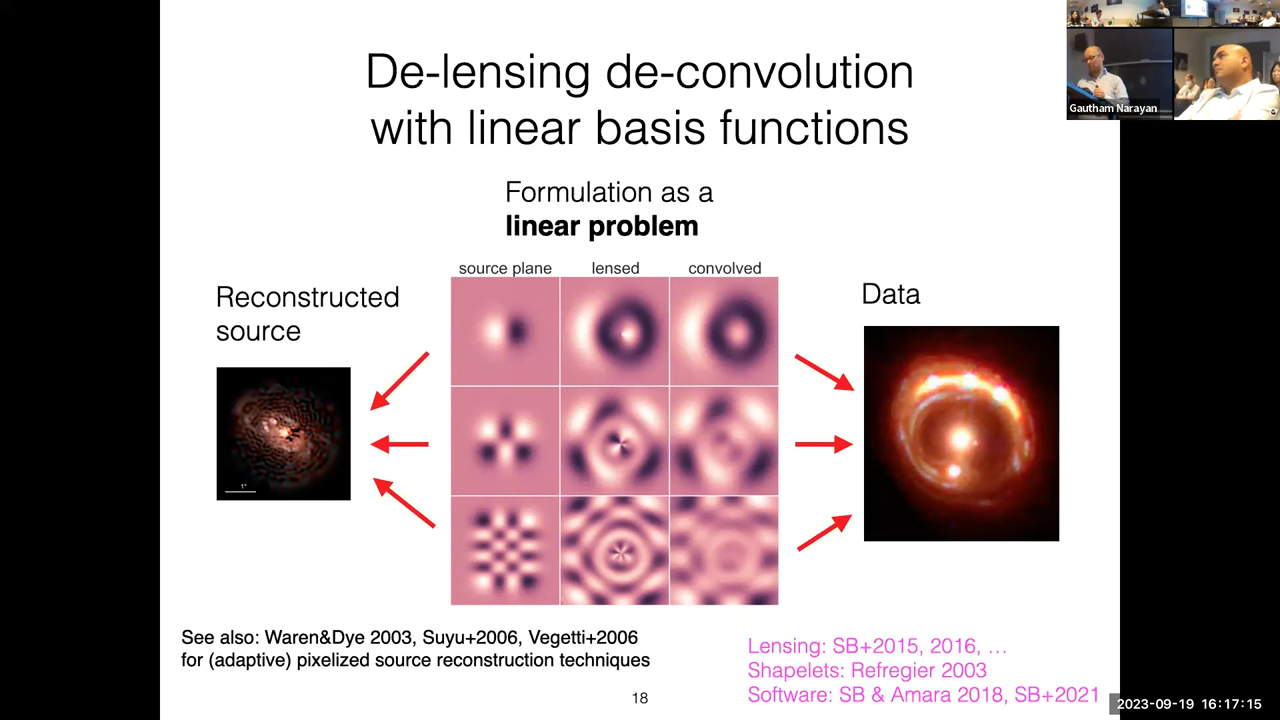 Gautham Narayan
De-lensing de-convolution
with linear basis functions
Formulation as a
linear problem
source plane
lensed
convolved
Reconstructed
source
Data
1"
See also: Waren&Dye 2003, Suyu+2006, Vegetti+2006
for (adaptive) pixelized source reconstruction techniques
Lensing: SB+2015, 2016, …
Shapelets: Refregier 2003
Software: SB & Amara 2018, SB+2021
18
2023-09-19 16:17:15